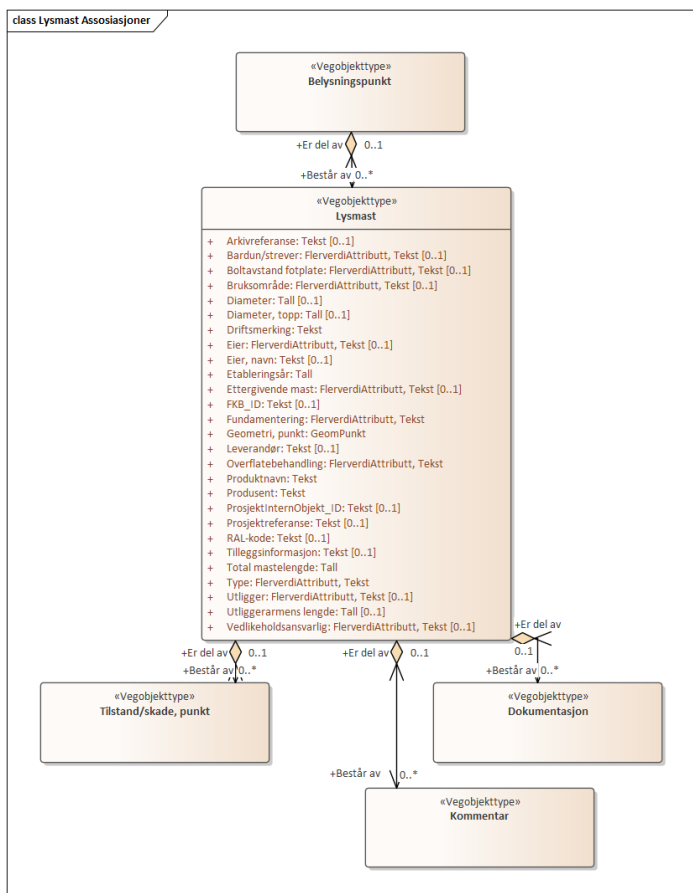 class Lysmast Assosiasjoner
«Vegobjekttype»
Belysningspunkt
+Er del av 0..1
+Består av 0..*
«Vegobjekttype»
Lysmast
+ Arkivreferanse: Tekst [0..1]
+ Bardun/strever: FlerverdiAttributt, Tekst [0..1]
+ Boltavstand fotplate: FlerverdiAttributt, Tekst [0..1]
+ Bruksområde: FlerverdiAttributt, Tekst [0..1]
+ Diameter: Tall [0..1]
+ Diameter, topp: Tall [0..1]
+ Driftsmerking: Tekst
+ Eier: FlerverdiAttributt, Tekst [0..1]
+ Eier, navn: Tekst [0..1]
+ Etableringsår: Tall
+ Ettergivende mast: FlerverdiAttributt, Tekst [0..1]
+ FKB_ID: Tekst [0..1]
+ Fundamentering: FlerverdiAttributt, Tekst
+ Geometri, punkt: GeomPunkt
+ Leverandør: Tekst [0..1]
+ Overflatebehandling: FlerverdiAttributt, Tekst
+ Produktnavn: Tekst
+ Produsent: Tekst
+ ProsjektInternObjekt_ID: Tekst [0..1]
+ Prosjektreferanse: Tekst [0..1]
+ RAL-kode: Tekst [0..1]
+ Tilleggsinformasjon: Tekst [0..1]
+ Total mastelengde: Tall
+ Type: FlerverdiAttributt, Tekst
+ Utligger: FlerverdiAttributt, Tekst [0..1]
+ Utliggerarmens lengde: Tall [0..1]
+ Vedlikeholdsansvarlig: FlerverdiAttributt, Tekst [0..1]
+Er del av
0..1
+Er del av 0..1
+Er del av 0..1
+Består av 0..*
+Består av 0..*
«Vegobjekttype»
Tilstand/skade, punkt
«Vegobjekttype»
Dokumentasjon
+Består av 0..*
«Vegobjekttype»
Kommentar